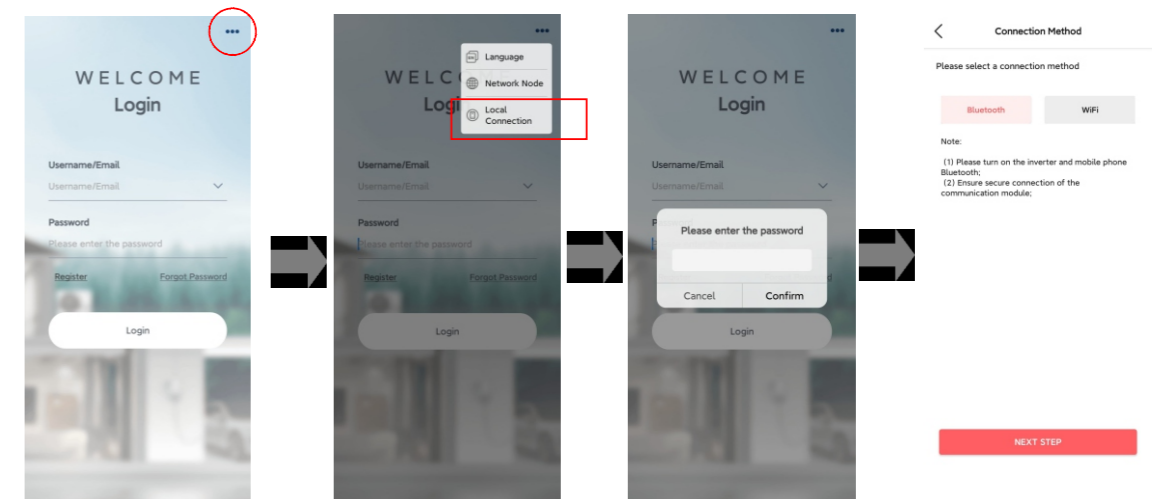 •••
WELCOME
Login
Username/Email
Username/Email
Password
Please enter the password
Register Forgot Password
Login
•••
Language
Network Node
Local
Connection
WELC
Logi
Username/Email
Username/Email
Password
Please enter the password
Register Forgot Password
Login
•••
WELCOME
Login
Username/Email
Username/Email
P
Please enter the password
Cancel Confirm
d
Login
Connection Method
Please select a connection method
Bluetooth WiFi
Note:
(1) Please turn on the inverter and mobile phone
Bluetooth;
(2) Ensure secure connection of the
communication module;
NEXT STEP